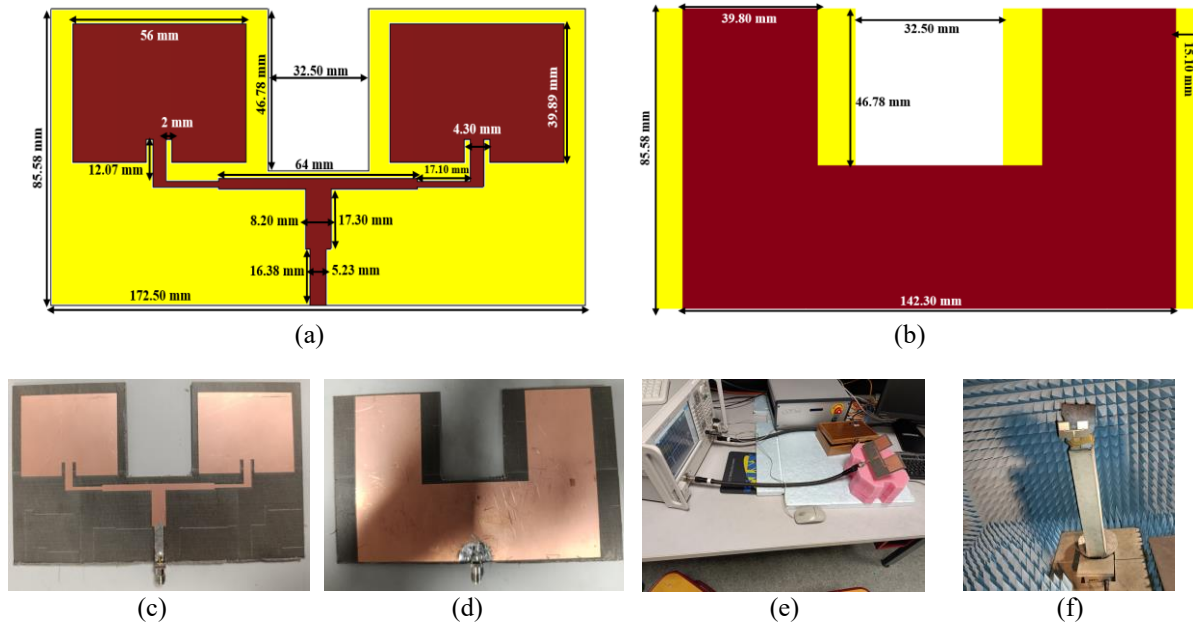 56 mm
32.50 mm
46.78 mm
39.89 mm
2 mm
4.30 mm
12.07 mm
64 mm
17.10 mm
85.58 mm
8.20 mm
17.30 mm
16.38 mm
5.23 mm
172.50 mm
(a)
39.80 mm
32.50 mm
15.10 mm
46.78 mm
85.58 mm
142.30 mm
(b)
(c)
(d)
(e)
(f)